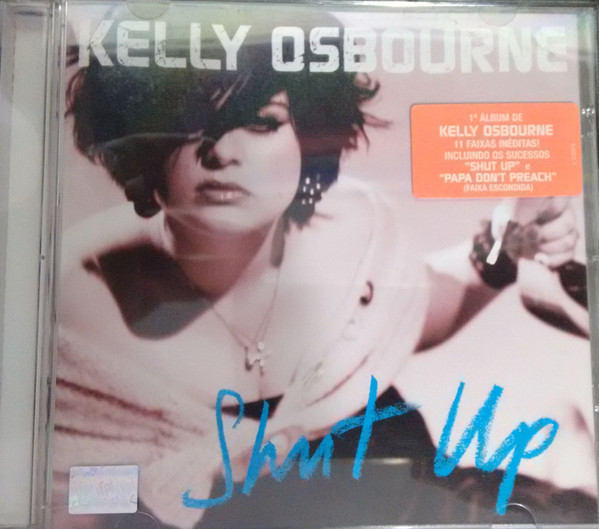 KELLY OSBOURNE
1º ÁLBUM DE
KELLY OSBOURNE
11 FAIXAS INÉDITAS!
INCLUINDO OS SUCESSOS
"SHUT UP" e
"PAPA DON'T PREACH"
(FAIXA ESCONDIDA)
Shut Up